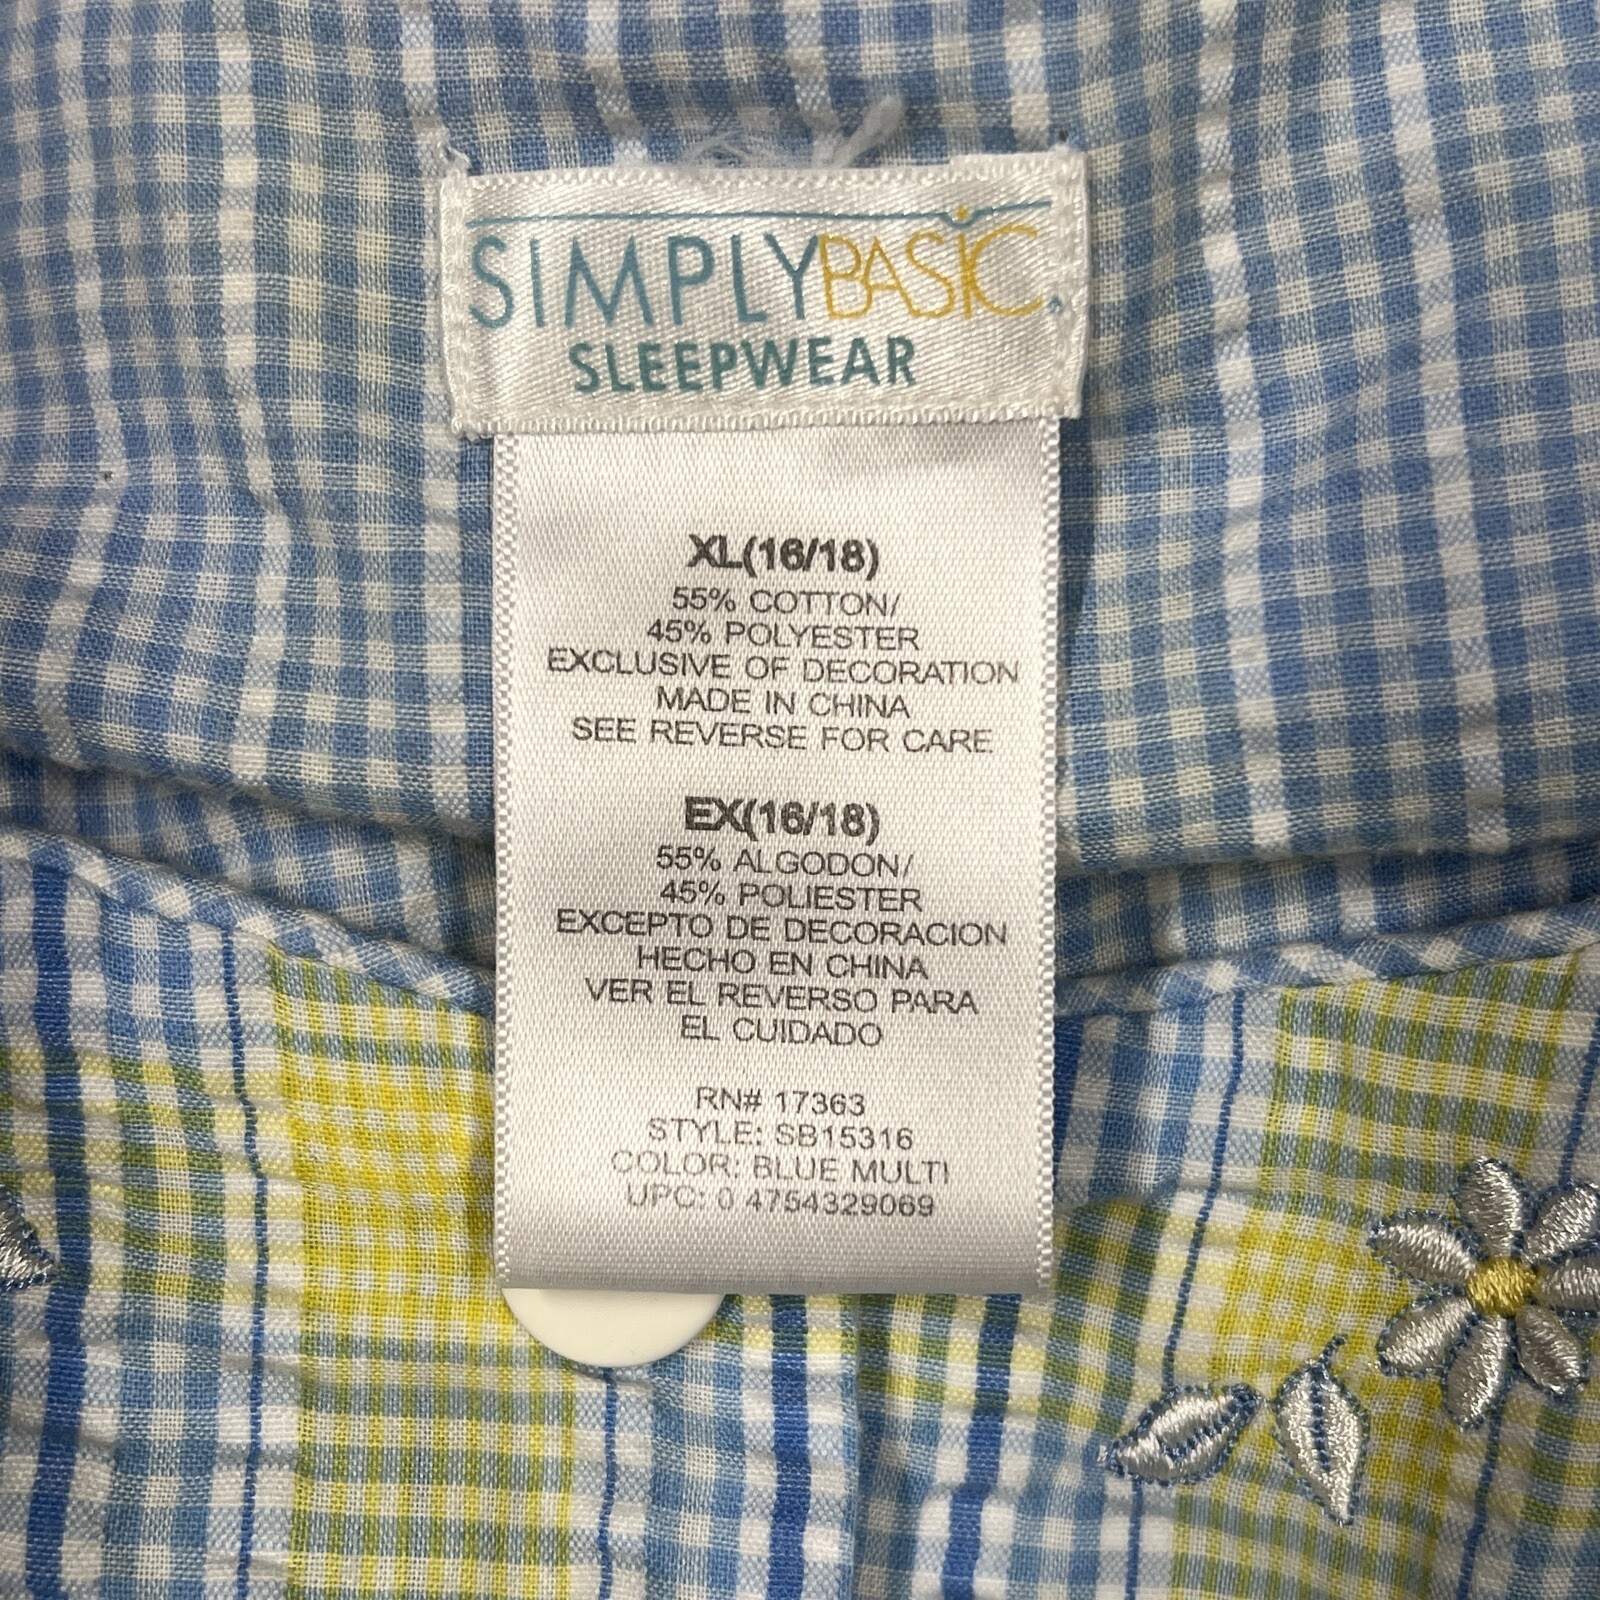 SIMPLYBASIC®
SLEEPWEAR
XL(16/18)
55% COTTON/
45% POLYESTER
EXCLUSIVE OF DECORATION
MADE IN CHINA
SEE REVERSE FOR CARE
EX(16/18)
55% ALGODON/
45% POLIESTER
EXCEPTO DE DECORACION
HECHO EN CHINA
VER EL REVERSO PARA
EL CUIDADO
RN# 17363
STYLE: SB15316
COLOR: BLUE MULTI
UPC: 0 4754329069